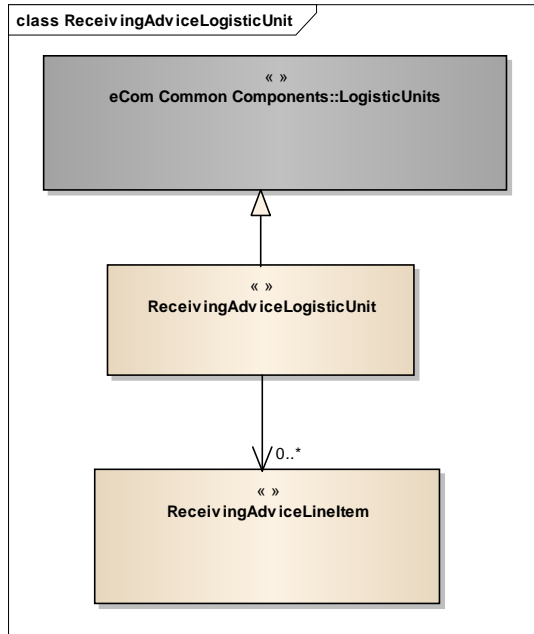 class ReceivingAdviceLogisticUnit
« »
eCom Common Components::LogisticUnits
« »
ReceivingAdviceLogisticUnit
0..*
« »
ReceivingAdviceLineItem